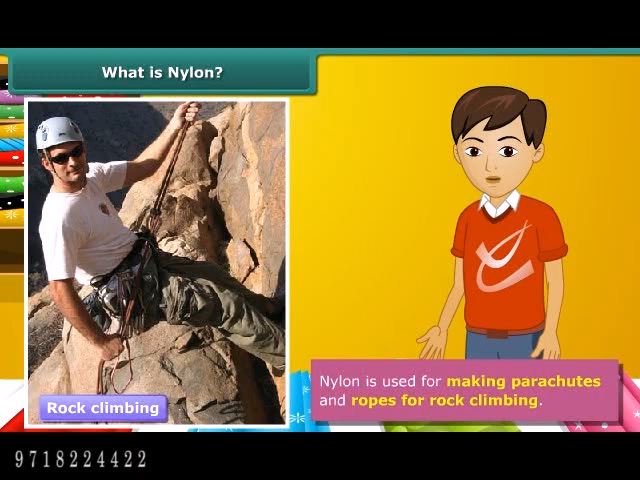 What is Nylon?
Rock climbing
Nylon is used for making parachutes
and ropes for rock climbing.
9718224422